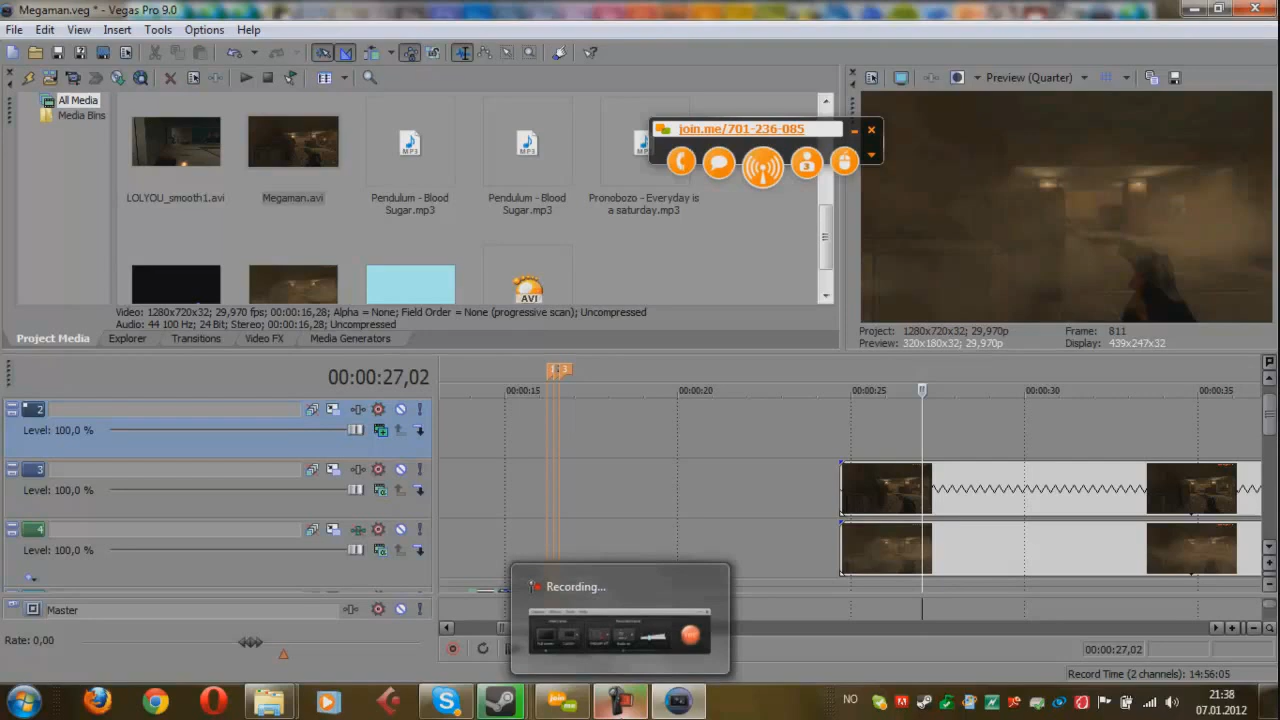 Megaman.veg * - Vegas Pro 9.0
File Edit View Insert Tools Options Help
All Media
Media Bins
Preview (Quarter)
join.me/701-236-085
MP3
MP3
MP3
LOLYOU_smooth1.avi
Megaman.avi
Pendulum - Blood
Sugar.mp3
Pendulum - Blood
Sugar.mp3
Pronobozo - Everyday is
a saturday.mp3
AVI
Video: 1280x720x32; 29,970 fps; 00:00:16,28; Alpha = None; Field Order = None (progressive scan); Uncompressed
Audio: 44 100 Hz; 24 Bit; Stereo; 00:00:16,28; Uncompressed
Project Media Explorer Transitions Video FX Media Generators
Project: 1280x720x32; 29,970p Frame: 811
Preview: 320x180x32; 29,970p Display: 439x247x32
00:00:27,02
1 3
00:00:15 00:00:20 00:00:25 00:00:30 00:00:35
2
Level: 100,0 %
3
Level: 100,0 %
4
Level: 100,0 %
Master
Rate: 0,00
Recording...
00:00:27,02
Record Time (2 channels): 14:56:05
join me
NO
21:38
07.01.2012